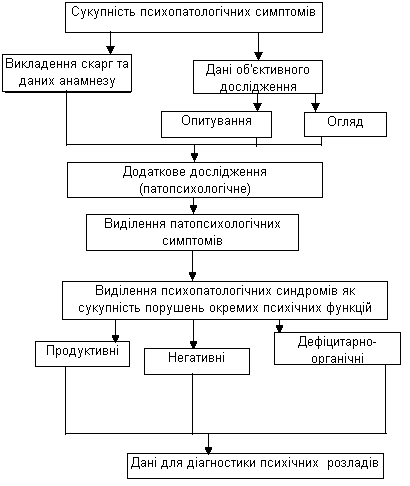 Сукупність психопатологічних симптомів
Викладення скарг та
даних анамнезу
Дані об'єктивного
дослідження
Опитування
Огляд
Додаткове дослідження
(патопсихологічне)
Виділення патопсихологічних
симптомів
Виділення психопатологічних синдромів як
сукупність порушень окремих психічних функцій
Продуктивні
Негативні
Дефіцитарно-
органічні
Дані для діагностики психічних розладів